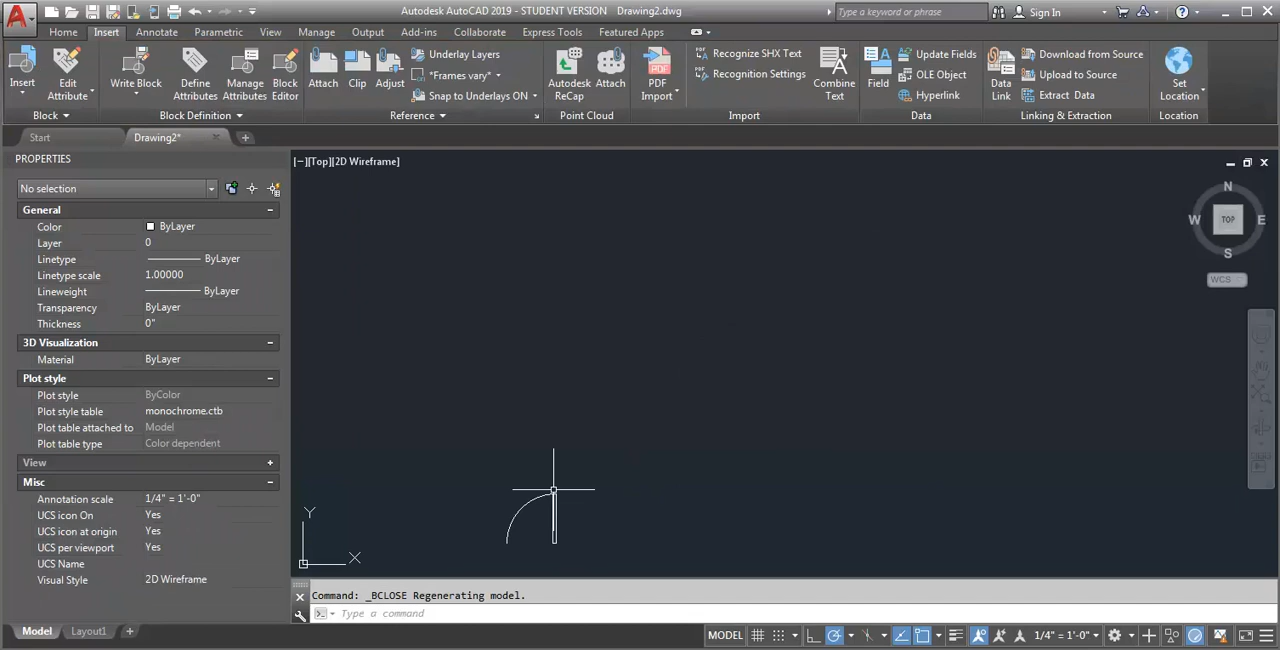 Autodesk AutoCAD 2019 - STUDENT VERSION Drawing2.dwg
Type a keyword or phrase
Sign In
Home Insert Annotate Parametric View Manage Output Add-ins Collaborate Express Tools Featured Apps
Insert
Edit Attribute
Write Block
Define Attributes
Manage Attributes
Block Editor
Attach
Clip
Adjust
Underlay Layers
*Frames vary*
Snap to Underlays ON
Autodesk ReCap
Attach
PDF Import
Recognize SHX Text
Recognition Settings
Combine Text
Field
Update Fields
OLE Object
Hyperlink
Data Link
Download from Source
Upload to Source
Extract Data
Set Location
Block Block Definition Reference Point Cloud Import Data Linking & Extraction Location
Start Drawing2*
PROPERTIES
[−][Top][2D Wireframe]
No selection
General
Color ByLayer
Layer 0
Linetype ByLayer
Linetype scale 1.00000
Lineweight ByLayer
Transparency ByLayer
Thickness 0"
3D Visualization
Material ByLayer
Plot style
Plot style ByColor
Plot style table monochrome.ctb
Plot table attached to Model
Plot table type Color dependent
View
Misc
Annotation scale 1/4" = 1'-0"
UCS icon On Yes
UCS icon at origin Yes
UCS per viewport Yes
UCS Name
Visual Style 2D Wireframe
N
W TOP E
S
WCS
Y
X
Command: _BCLOSE Regenerating model.
Type a command
Model Layout1
MODEL 1/4" = 1'-0"